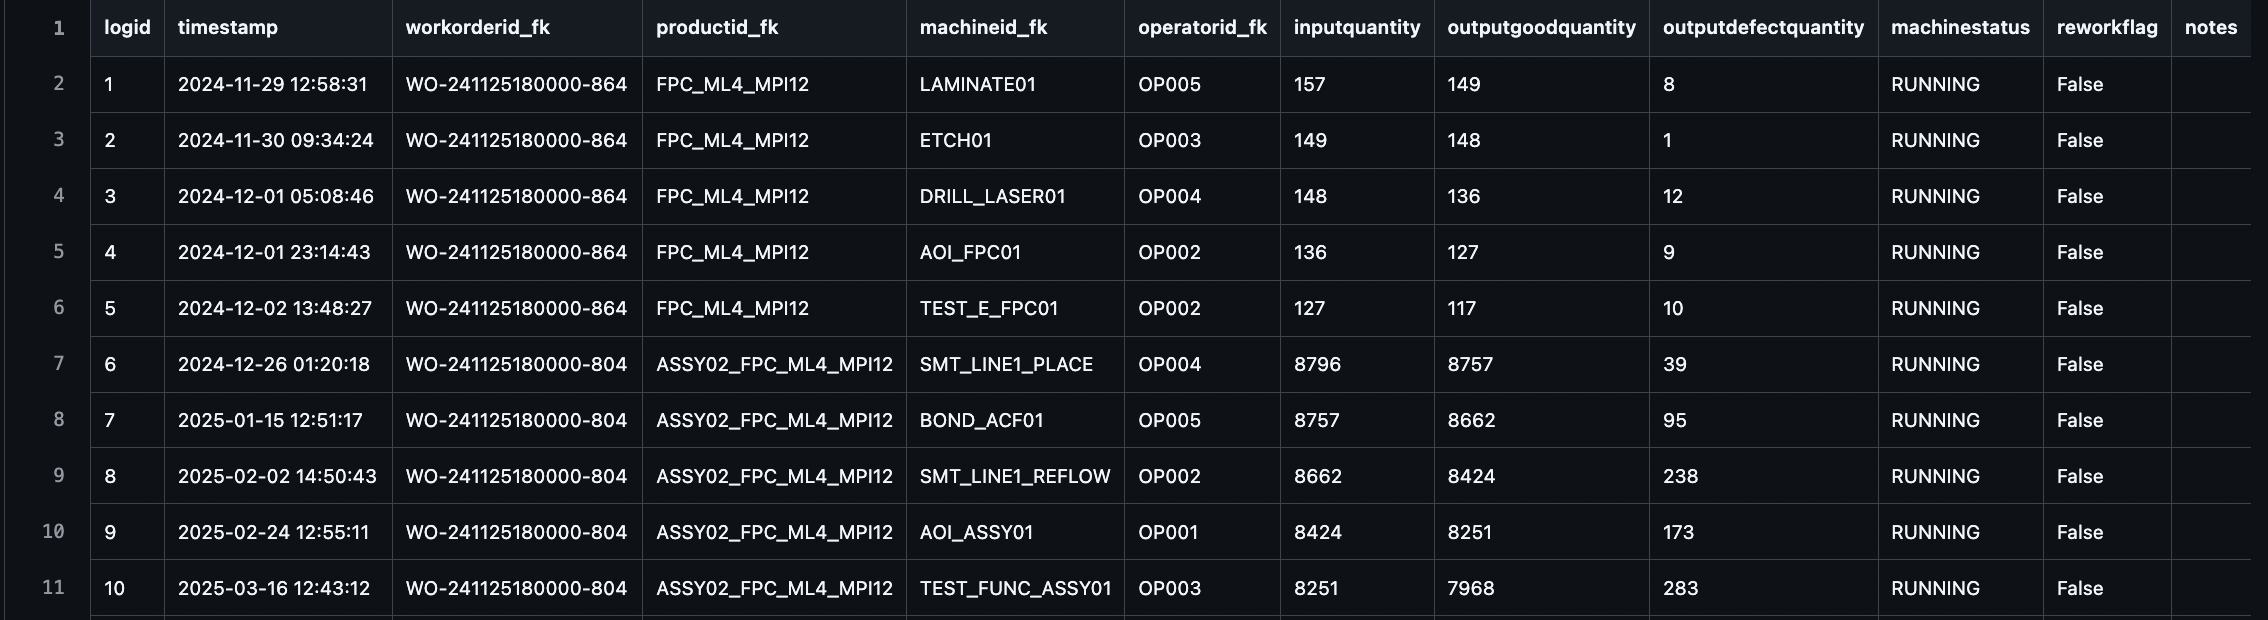 1 logid timestamp workorderid_fk productid_fk machineid_fk operatorid_fk inputquantity outputgoodquantity outputdefectquantity machinestatus reworkflag notes
2 1 2024-11-29 12:58:31 WO-241125180000-864 FPC_ML4_MPI12 LAMINATE01 OP005 157 149 8 RUNNING False
3 2 2024-11-30 09:34:24 WO-241125180000-864 FPC_ML4_MPI12 ETCH01 OP003 149 148 1 RUNNING False
4 3 2024-12-01 05:08:46 WO-241125180000-864 FPC_ML4_MPI12 DRILL_LASER01 OP004 148 136 12 RUNNING False
5 4 2024-12-01 23:14:43 WO-241125180000-864 FPC_ML4_MPI12 AOI_FPC01 OP002 136 127 9 RUNNING False
6 5 2024-12-02 13:48:27 WO-241125180000-864 FPC_ML4_MPI12 TEST_E_FPC01 OP002 127 117 10 RUNNING False
7 6 2024-12-26 01:20:18 WO-241125180000-804 ASSY02_FPC_ML4_MPI12 SMT_LINE1_PLACE OP004 8796 8757 39 RUNNING False
8 7 2025-01-15 12:51:17 WO-241125180000-804 ASSY02_FPC_ML4_MPI12 BOND_ACF01 OP005 8757 8662 95 RUNNING False
9 8 2025-02-02 14:50:43 WO-241125180000-804 ASSY02_FPC_ML4_MPI12 SMT_LINE1_REFLOW OP002 8662 8424 238 RUNNING False
10 9 2025-02-24 12:55:11 WO-241125180000-804 ASSY02_FPC_ML4_MPI12 AOI_ASSY01 OP001 8424 8251 173 RUNNING False
11 10 2025-03-16 12:43:12 WO-241125180000-804 ASSY02_FPC_ML4_MPI12 TEST_FUNC_ASSY01 OP003 8251 7968 283 RUNNING False